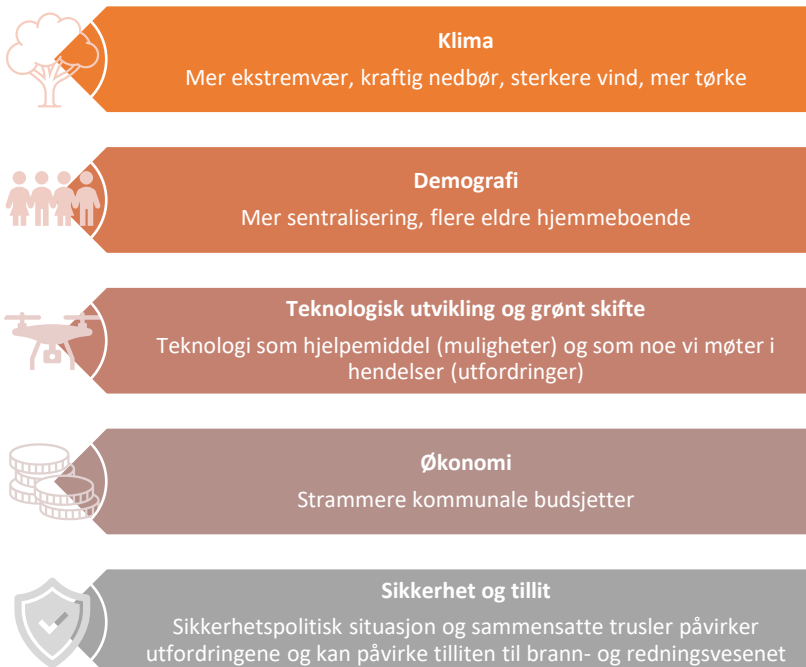 Klima
Mer ekstremvær, kraftig nedbør, sterkere vind, mer tørke
Demografi
Mer sentralisering, flere eldre hjemmeboende
Teknologisk utvikling og grønt skifte
Teknologi som hjelpemiddel (muligheter) og som noe vi møter i
hendelser (utfordringer)
Økonomi
Strammere kommunale budsjetter
Sikkerhet og tillit
Sikkerhetspolitisk situasjon og sammensatte trusler påvirker
utfordringene og kan påvirke tilliten til brann- og redningsvesenet